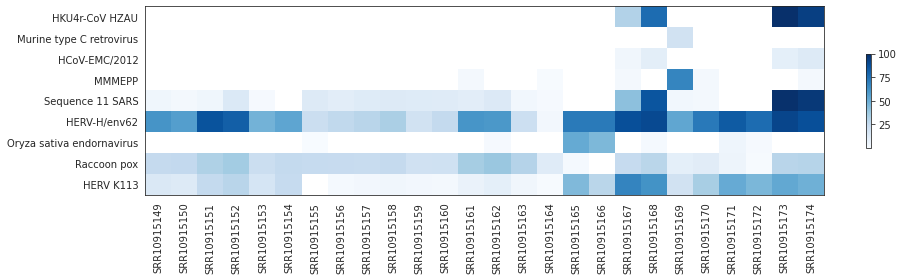 HKU4r-CoV HZAU
Murine type C retrovirus
HCoV-EMC/2012
MMMEPP
Sequence 11 SARS
HERV-H/env62
Oryza sativa endornavirus
Raccoon pox
HERV K113
SRR10915149
SRR10915150
SRR10915151
SRR10915152
SRR10915153
SRR10915154
SRR10915155
SRR10915156
SRR10915157
SRR10915158
SRR10915159
SRR10915160
SRR10915161
SRR10915162
SRR10915163
SRR10915164
SRR10915165
SRR10915166
SRR10915167
SRR10915168
SRR10915169
SRR10915170
SRR10915171
SRR10915172
SRR10915173
SRR10915174
100
75
50
25